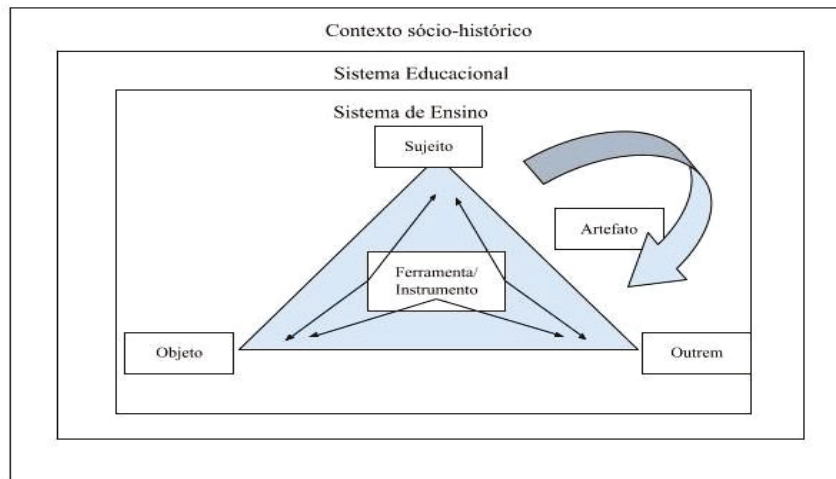 Contexto sócio-histórico
Sistema Educacional
Sistema de Ensino
Sujeito
Artefato
Ferramenta/
Instrumento
Objeto
Outrem